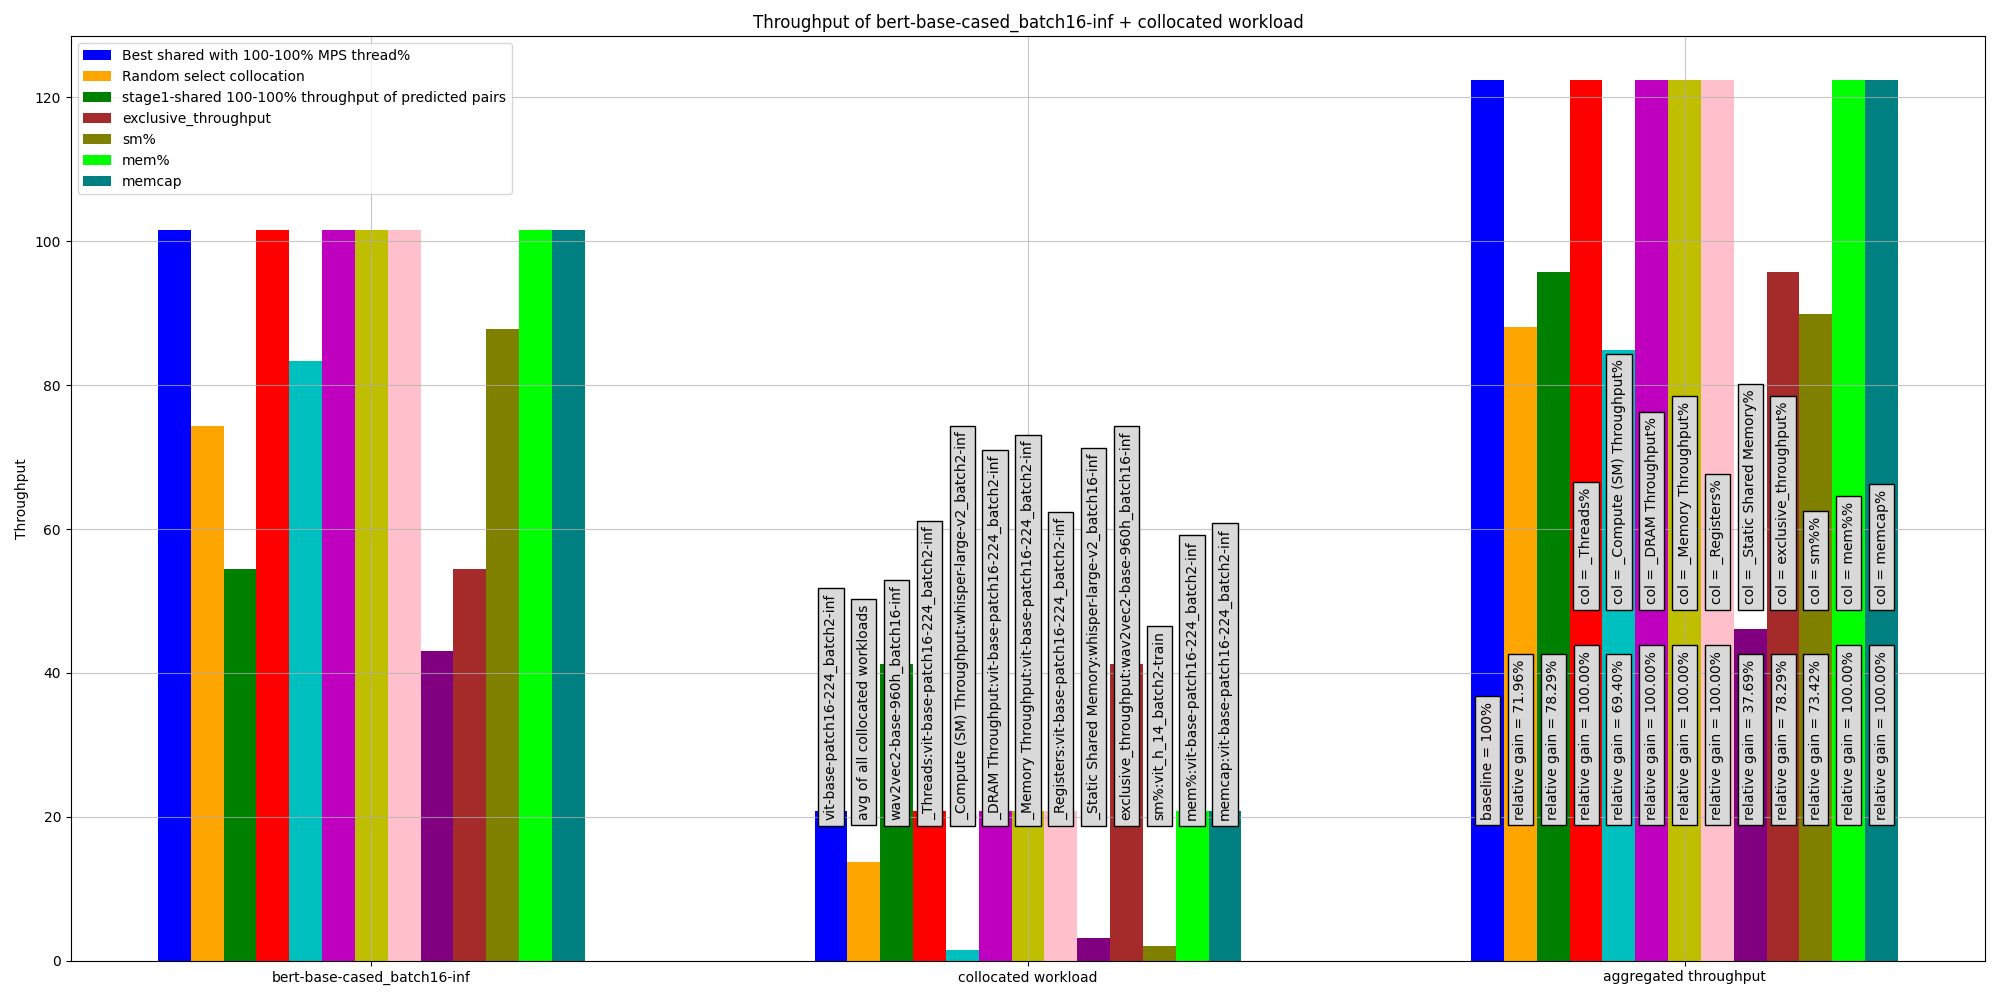 Throughput of bert-base-cased_batch16-inf + collocated workload
Best shared with 100-100% MPS thread%
Random select collocation
stage1-shared 100-100% throughput of predicted pairs
exclusive_throughput
sm%
mem%
memcap
Throughput
120
100
80
60
40
20
0
vit-base-patch16-224_batch2-inf
avg of all collocated workloads
wav2vec2-base-960h_batch16-inf
_Threads:vit-base-patch16-224_batch2-inf
_Compute (SM) Throughput:whisper-large-v2_batch2-inf
_DRAM Throughput:vit-base-patch16-224_batch2-inf
_Memory Throughput:vit-base-patch16-224_batch2-inf
_Registers:vit-base-patch16-224_batch2-inf
_Static Shared Memory:whisper-large-v2_batch16-inf
exclusive_throughput:wav2vec2-base-960h_batch16-inf
sm%:vit_h_14_batch2-train
mem%:vit-base-patch16-224_batch2-inf
memcap:vit-base-patch16-224_batch2-inf
col = _Threads%
col = _Compute (SM) Throughput%
col = _DRAM Throughput%
col = _Memory Throughput%
col = _Registers%
col = _Static Shared Memory%
col = exclusive_throughput%
col = sm%%
col = mem%%
col = memcap%
baseline = 100%
relative gain = 71.96%
relative gain = 78.29%
relative gain = 100.00%
relative gain = 69.40%
relative gain = 100.00%
relative gain = 100.00%
relative gain = 100.00%
relative gain = 37.69%
relative gain = 78.29%
relative gain = 73.42%
relative gain = 100.00%
relative gain = 100.00%
bert-base-cased_batch16-inf
collocated workload
aggregated throughput